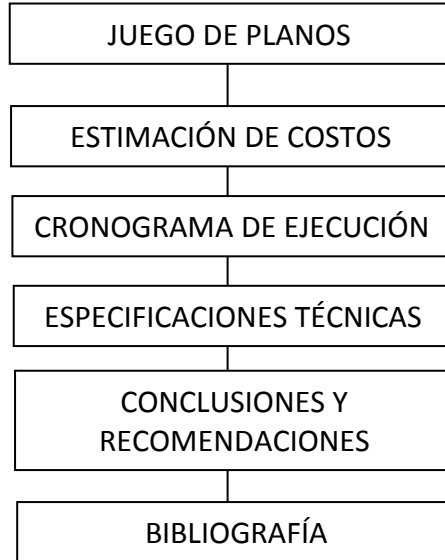 JUEGO DE PLANOS
ESTIMACIÓN DE COSTOS
CRONOGRAMA DE EJECUCIÓN
ESPECIFICACIONES TÉCNICAS
CONCLUSIONES Y
RECOMENDACIONES
BIBLIOGRAFÍA